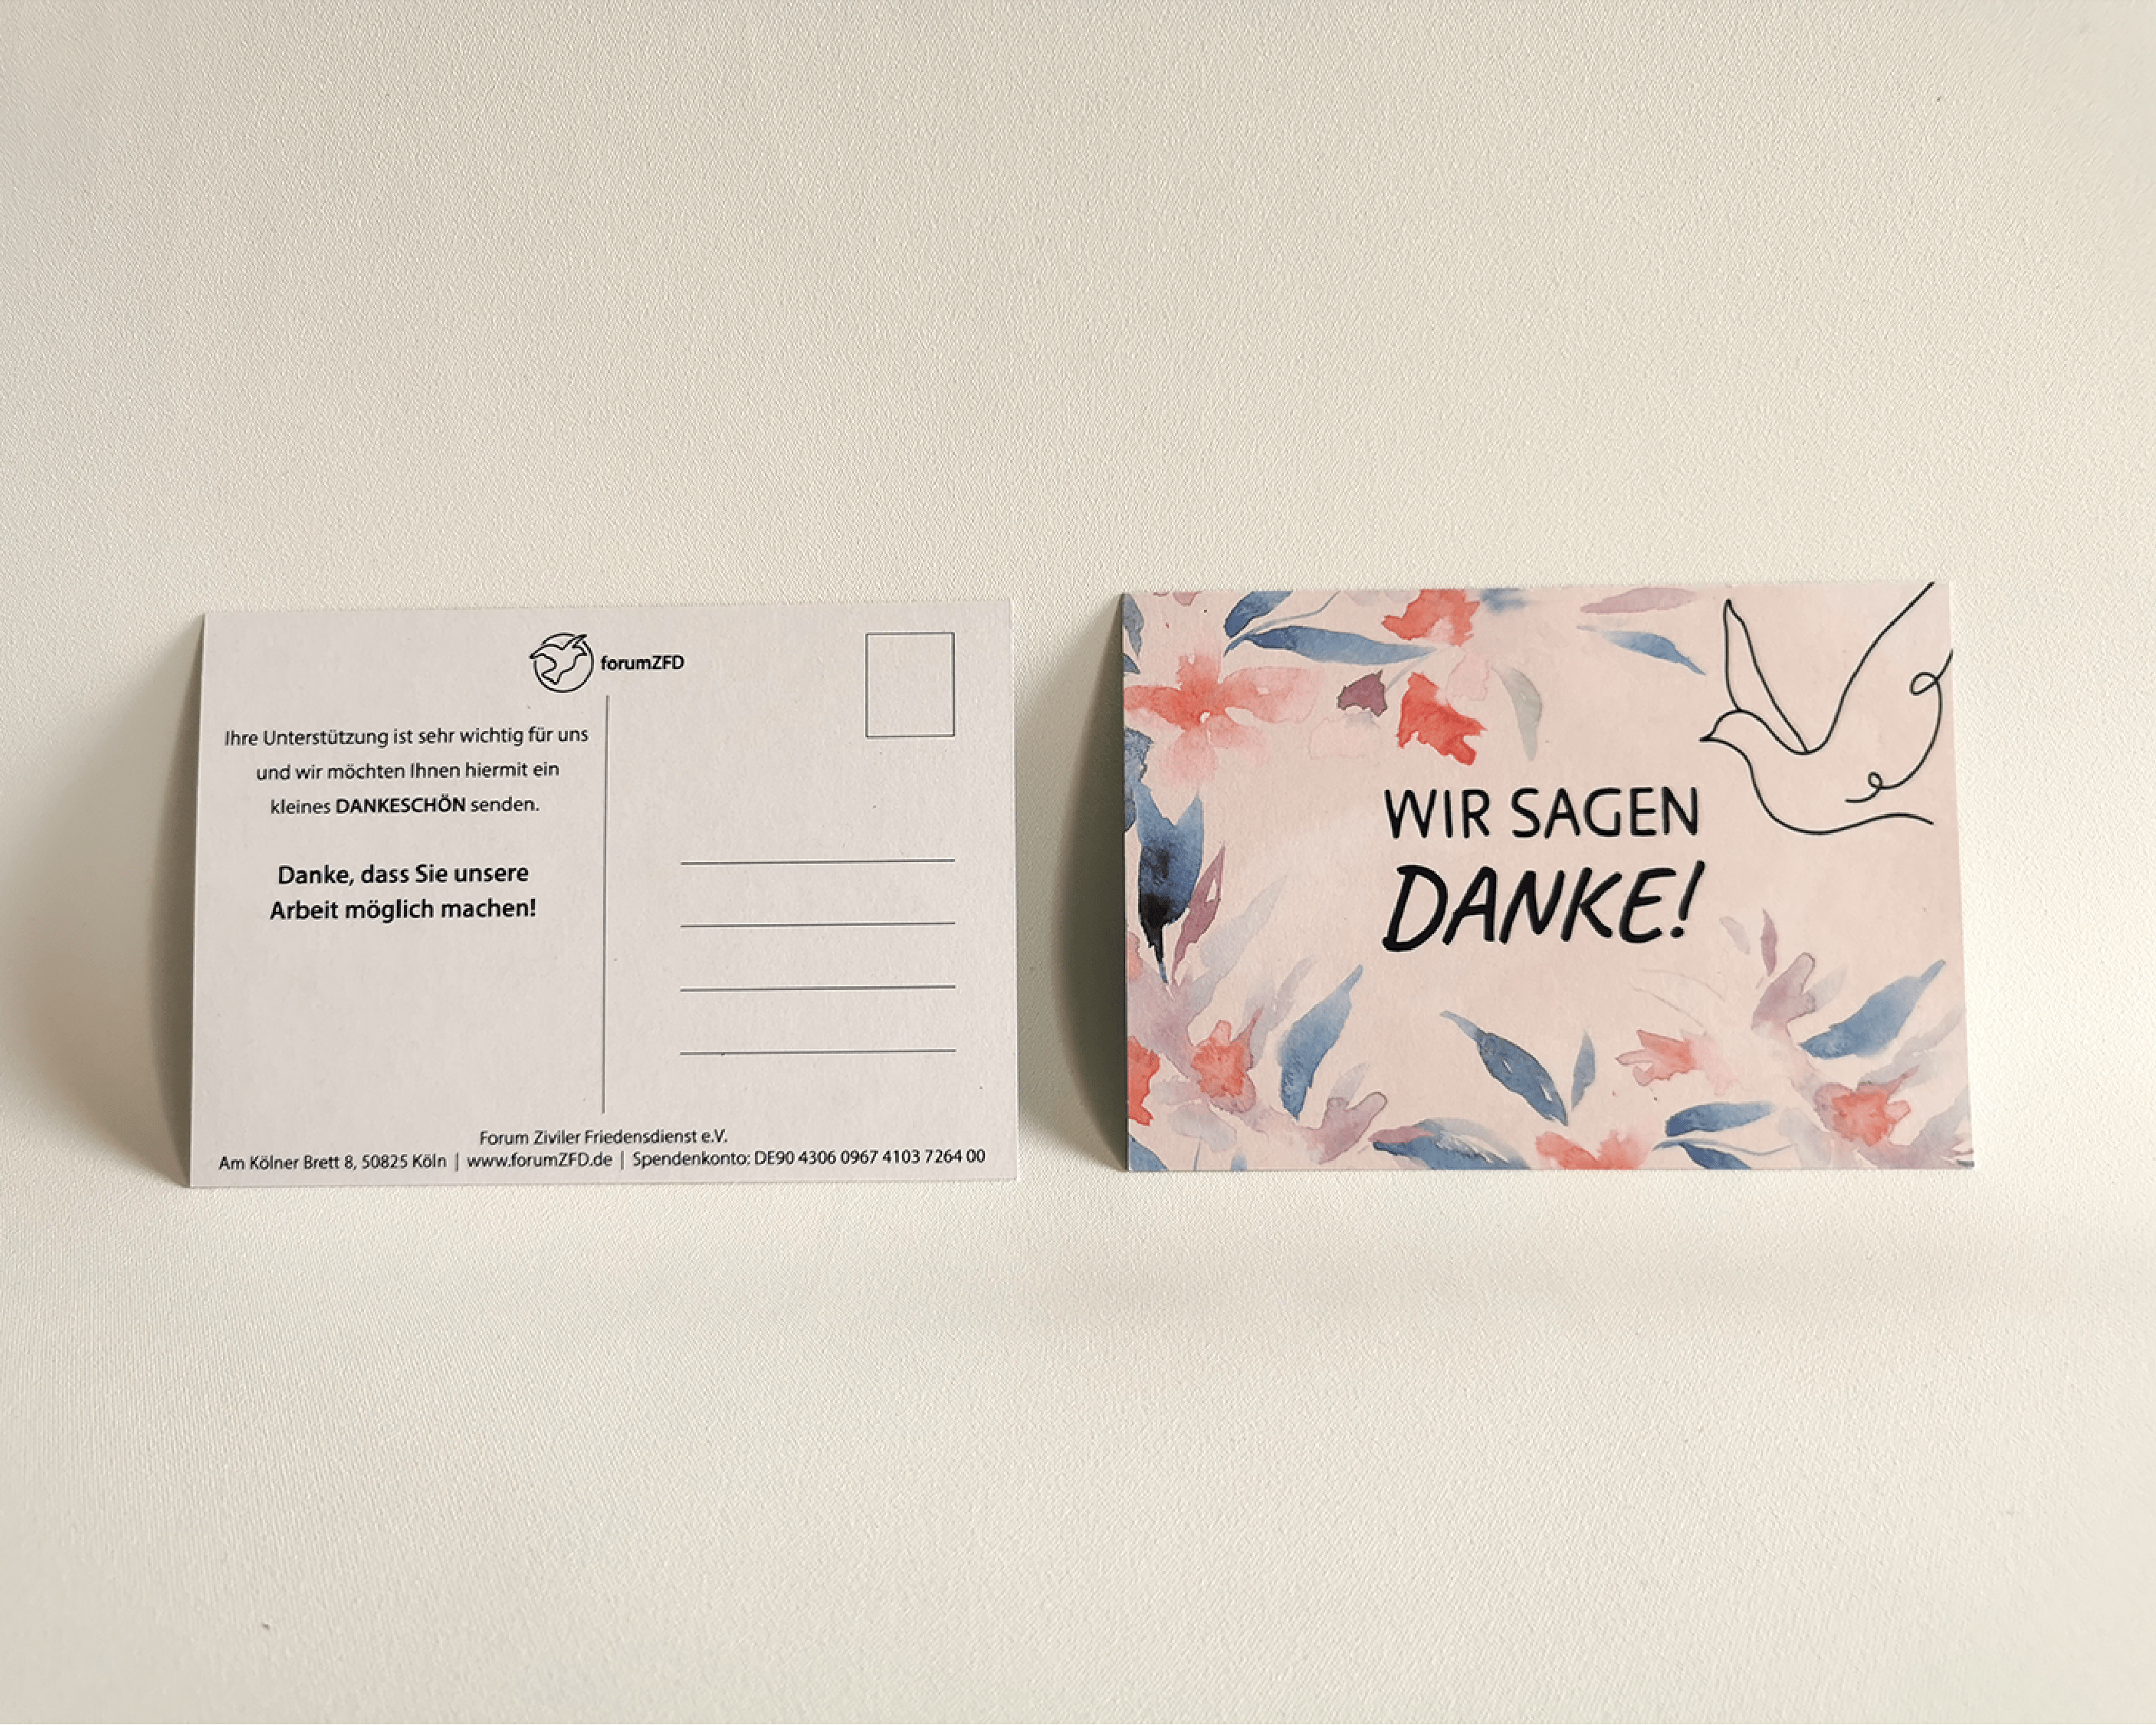 forumZFD
Ihre Unterstützung ist sehr wichtig für uns
und wir möchten Ihnen hiermit ein
kleines DANKESCHÖN senden.
Danke, dass Sie unsere
Arbeit möglich machen!
Forum Ziviler Friedensdienst e.V.
Am Kölner Brett 8, 50825 Köln | www.forumZFD.de | Spendenkonto: DE90 4306 0967 4103 7264 00
WIR SAGEN
DANKE!